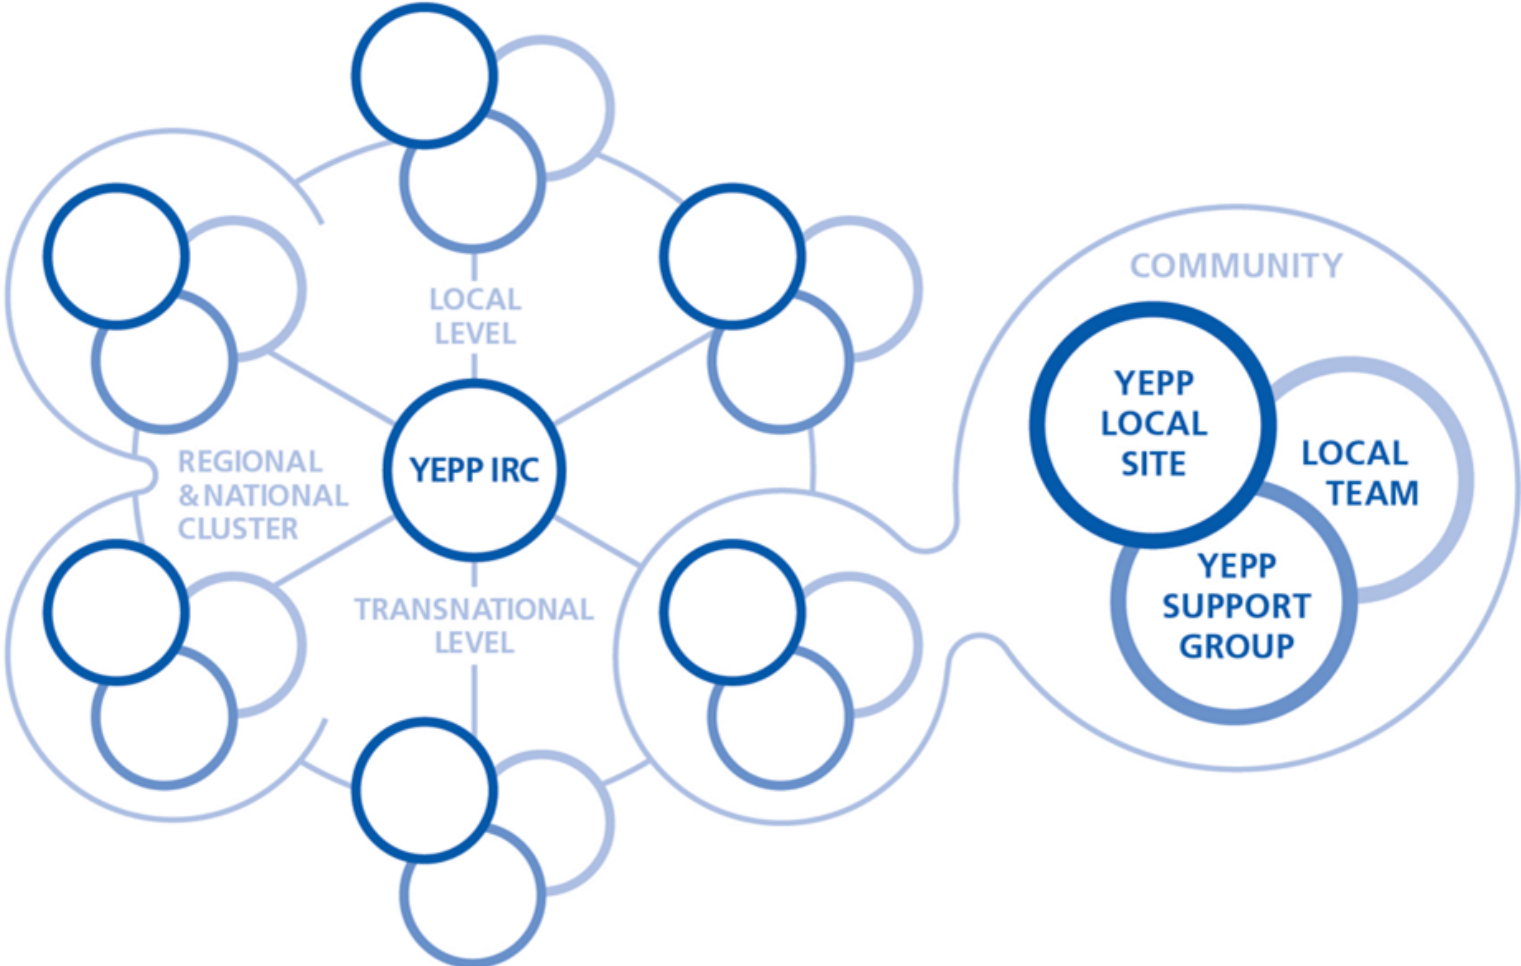 LOCAL
LEVEL
YEPP IRC
REGIONAL
& NATIONAL
CLUSTER
TRANSNATIONAL
LEVEL
COMMUNITY
YEPP
LOCAL
SITE
LOCAL
TEAM
YEPP
SUPPORT
GROUP